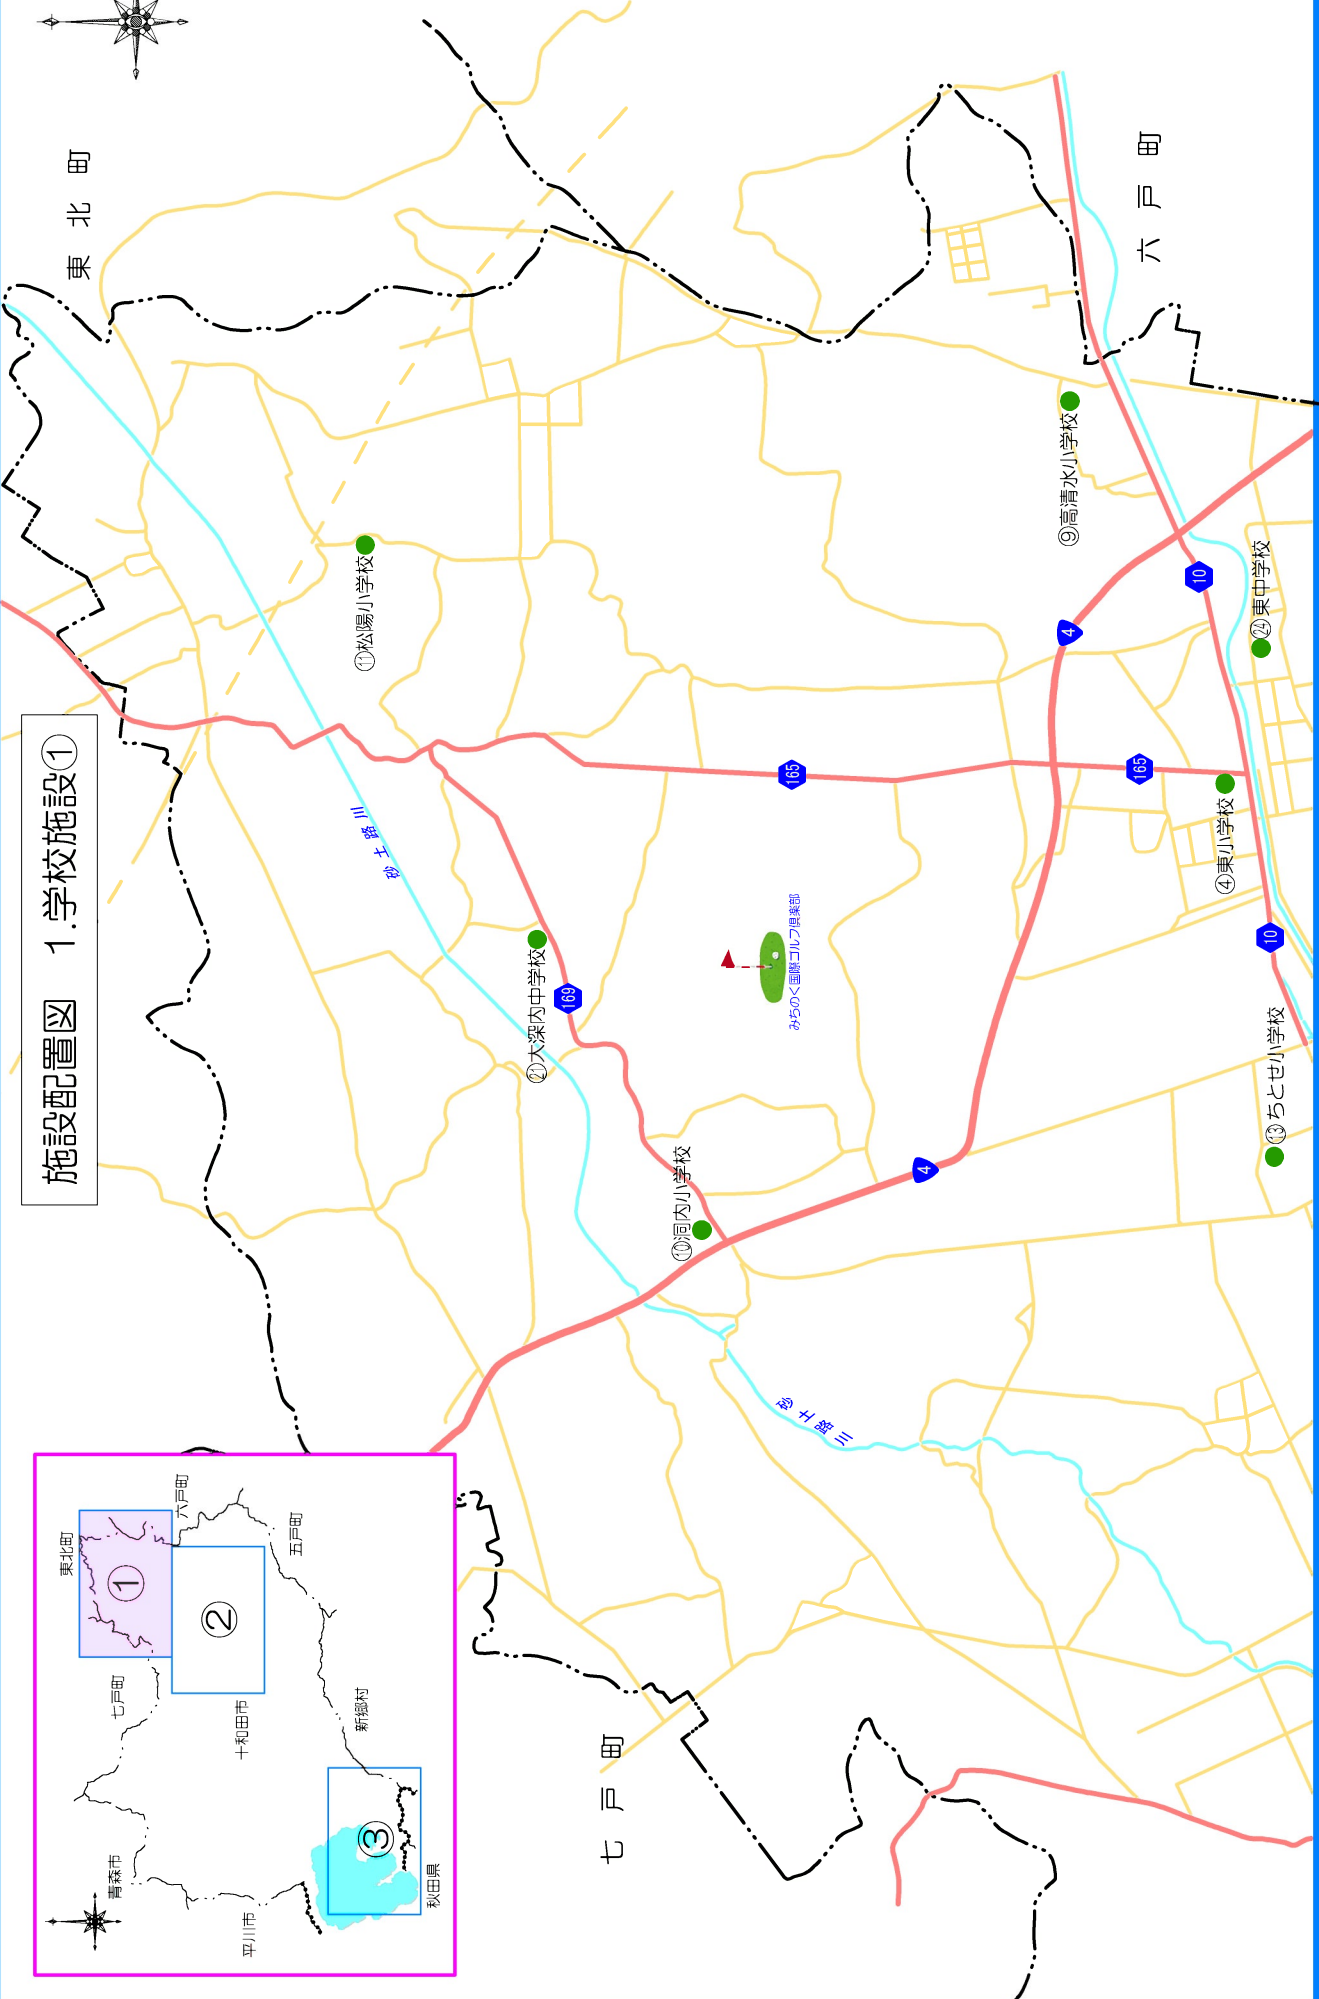 施設配置図　1.学校施設①
東北町
六戸町
七戸町
⑪松陽小学校
⑨高清水小学校
㉔東中学校
④東小学校
⑬ちとせ小学校
㉑大深内中学校
⑩洞内小学校
みちのく国際ゴルフ倶楽部
砂土路川
砂土路川
4
4
10
10
165
165
169
東北町
六戸町
五戸町
七戸町
十和田市
新郷村
青森市
平川市
秋田県
①
②
③